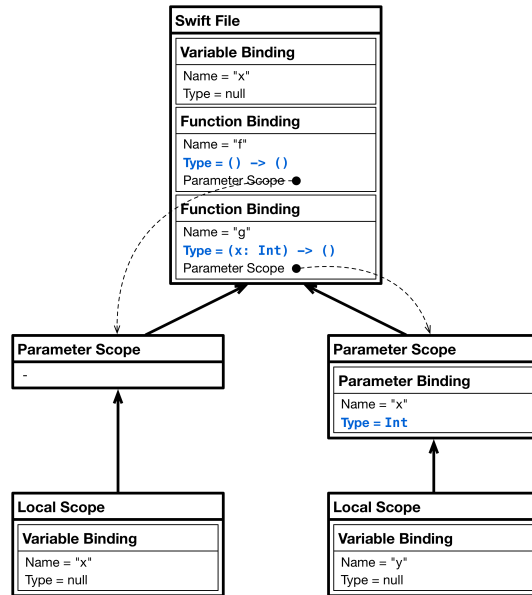 Swift File
Variable Binding
Name = "x"
Type = null
Function Binding
Name = "f"
Type = () -> ()
Parameter Scope
Function Binding
Name = "g"
Type = (x: Int) -> ()
Parameter Scope
Parameter Scope
-
Parameter Scope
Parameter Binding
Name = "x"
Type = Int
Local Scope
Variable Binding
Name = "x"
Type = null
Local Scope
Variable Binding
Name = "y"
Type = null